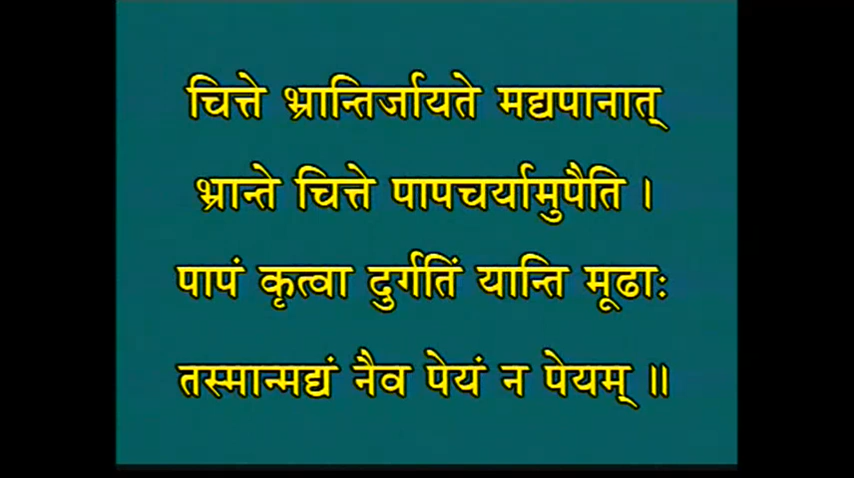 चित्ते भ्रान्तिर्जायते मद्यपानात्
भ्रान्ते चित्ते पापचर्यामुपैति ।
पापं कृत्वा दुर्गतिं यान्ति मूढाः
तस्मान्मद्यं नैव पेयं न पेयम् ॥